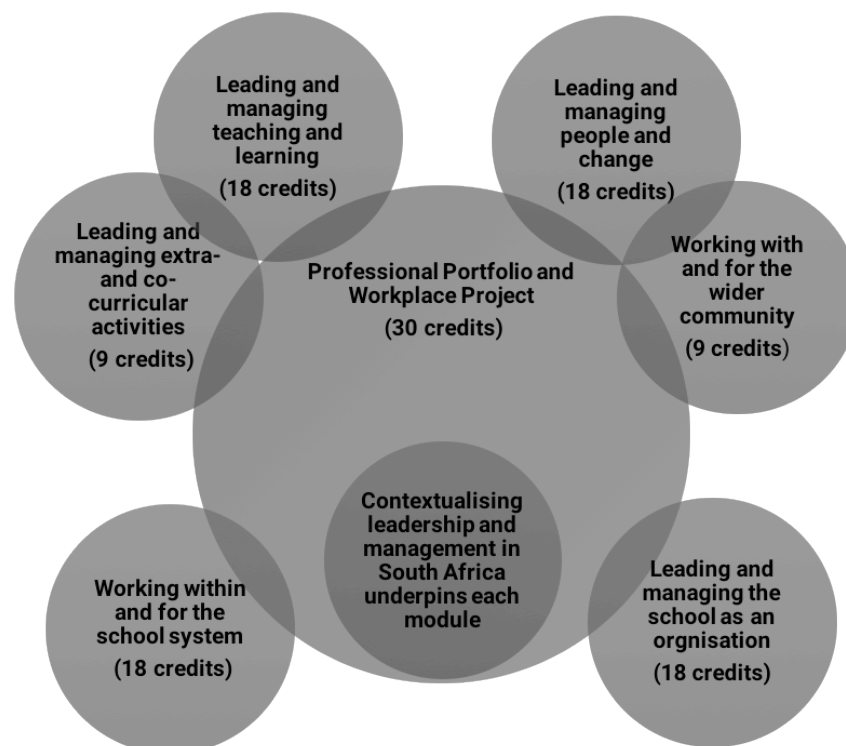 Leading and
managing
teaching and
learning
(18 credits)
Leading and
managing
people and
change
(18 credits)
Leading and
managing extra-
and co-
curricular
activities
(9 credits)
Professional Portfolio and
Workplace Project
(30 credits)
Working with
and for the
wider
community
(9 credits)
Contextualising
leadership and
management in
South Africa
underpins each
module
Working within
and for the
school system
(18 credits)
Leading and
managing the
school as an
orgnisation
(18 credits)